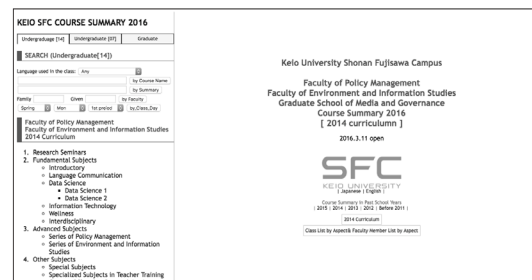 KEIO SFC COURSE SUMMARY 2016
Undergraduate [14] Undergraduate [07] Graduate
SEARCH (Undergraduate[14])
Language used in the class: Any
by Course Name
by Summary
Family Given by Faculty
Spring Mon 1st preiod by,Class,Day
Faculty of Policy Management
Faculty of Environment and Information Studies
2014 Curriculum
1. Research Seminars
2. Fundamental Subjects
Introductory
Language Communication
Data Science
Data Science 1
Data Science 2
Information Technology
Wellness
Interdisciplinary
3. Advanced Subjects
Series of Policy Management
Series of Environment and Information
Studies
4. Other Subjects
Special Subjects
Specialized Subjects in Teacher Training
Keio University Shonan Fujisawa Campus
Faculty of Policy Management
Faculty of Environment and Information Studies
Graduate School of Media and Governance
Course Summary 2016
[ 2014 curriculumn ]
2016.3.11 open
SFC
KEIO UNIVERSITY
| Japanese | English |
Course Summary in Past School Years
| 2015 | 2014 | 2013 | 2012 | Before 2011 |
2014 Curriculum
Class List by Aspect& Faculty Member List by Aspect